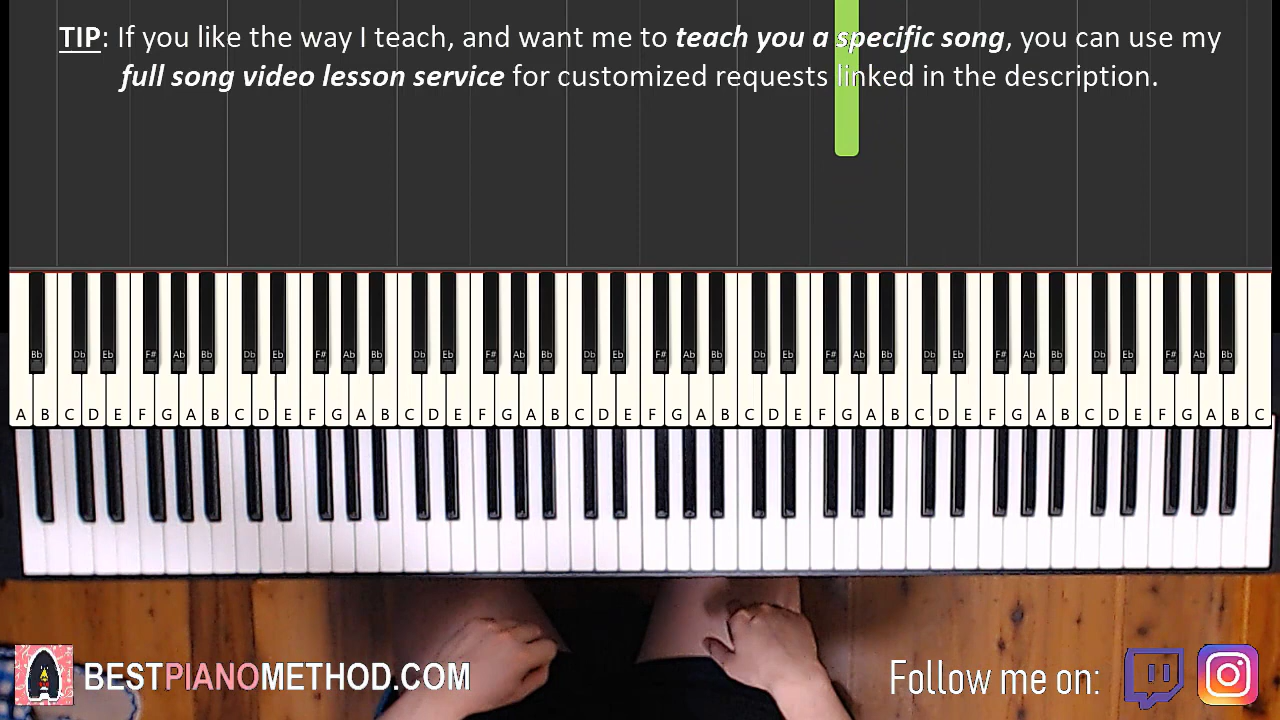 TIP: If you like the way I teach, and want me to teach you a specific song, you can use my
full song video lesson service for customized requests linked in the description.
Bb Db Eb F# Ab Bb Db Eb F# Ab Bb Db Eb F# Ab Bb Db Eb F# Ab Bb Db Eb F# Ab Bb Db Eb F# Ab Bb Db Eb F# Ab Bb
A B C D E F G A B C D E F G A B C D E F G A B C D E F G A B C D E F G A B C D E F G A B C D E F G A B C
BESTPIANOMETHOD.COM
Follow me on: